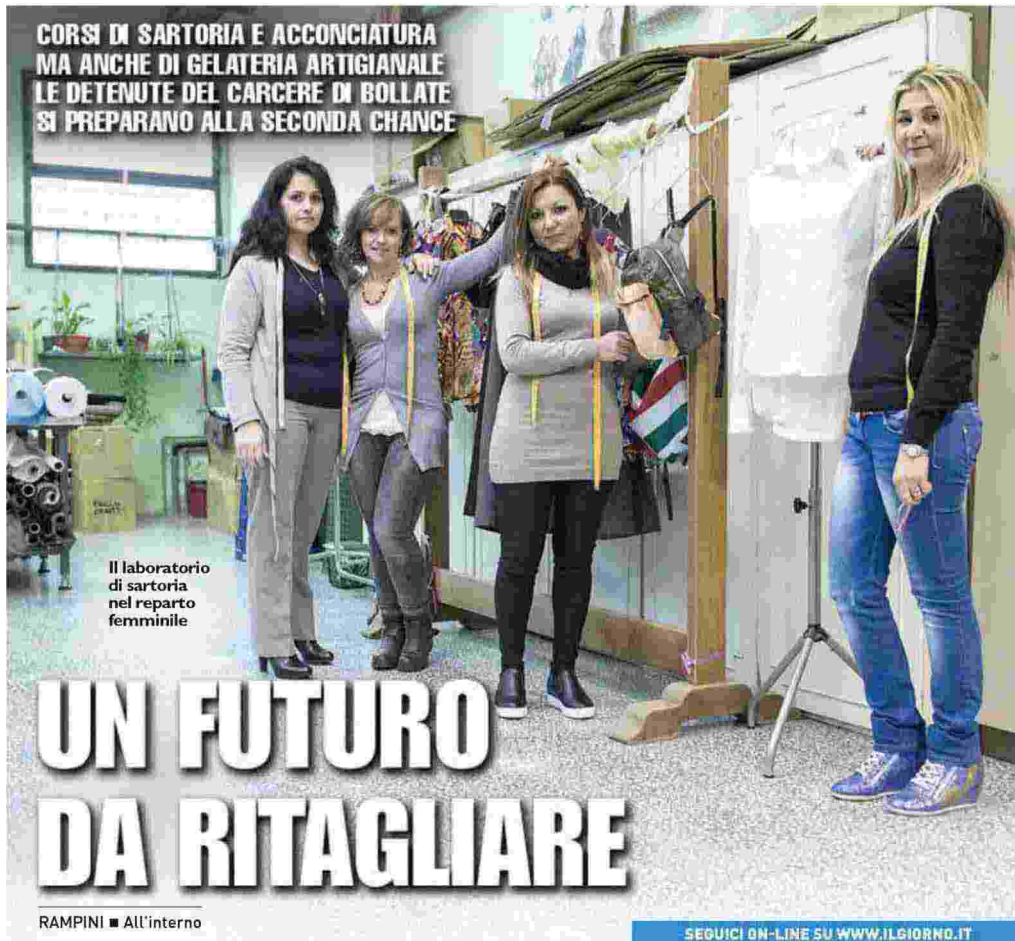 CORSI DI SARTORIA E ACCONCIATURA
MA ANCHE DI GELATERIA ARTIGIANALE
LE DETENUTE DEL CARCERE DI BOLLATE
SI PREPARANO ALLA SECONDA CHANCE
Il laboratorio
di sartoria
nel reparto
femminile
UN FUTURO
DA RITAGLIARE
RAMPINI ■ All'interno
SEGUICI ON-LINE SU WWW.ILGIORNO.IT